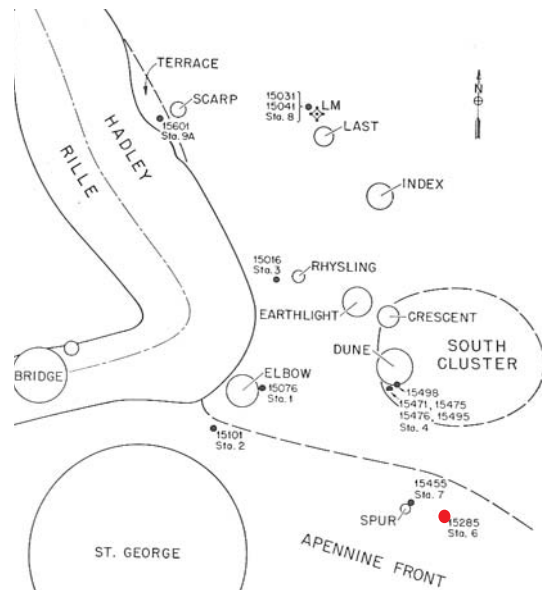 TERRACE
SCARP
15601
Sta. 9A
15031
15041
Sta. 8
LM
LAST
N
HADLEY
RILLE
INDEX
15016
Sta. 3
RHYSLING
EARTHLIGHT
CRESCENT
SOUTH
CLUSTER
DUNE
BRIDGE
ELBOW
15076
Sta. 1
15498
15471, 15475
15476, 15495
Sta. 4
15101
Sta. 2
15455
Sta. 7
SPUR
15285
Sta. 6
ST. GEORGE
APENNINE FRONT